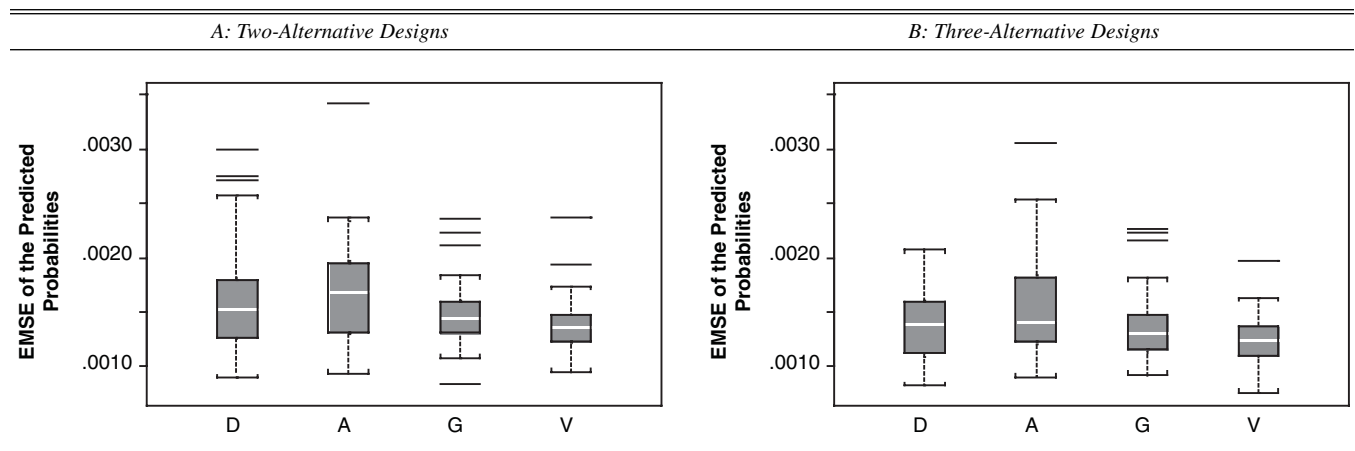 A: Two-Alternative Designs
EMSE of the Predicted
Probabilities
.0030
.0020
.0010
D A G V
B: Three-Alternative Designs
EMSE of the Predicted
Probabilities
.0030
.0020
.0010
D A G V